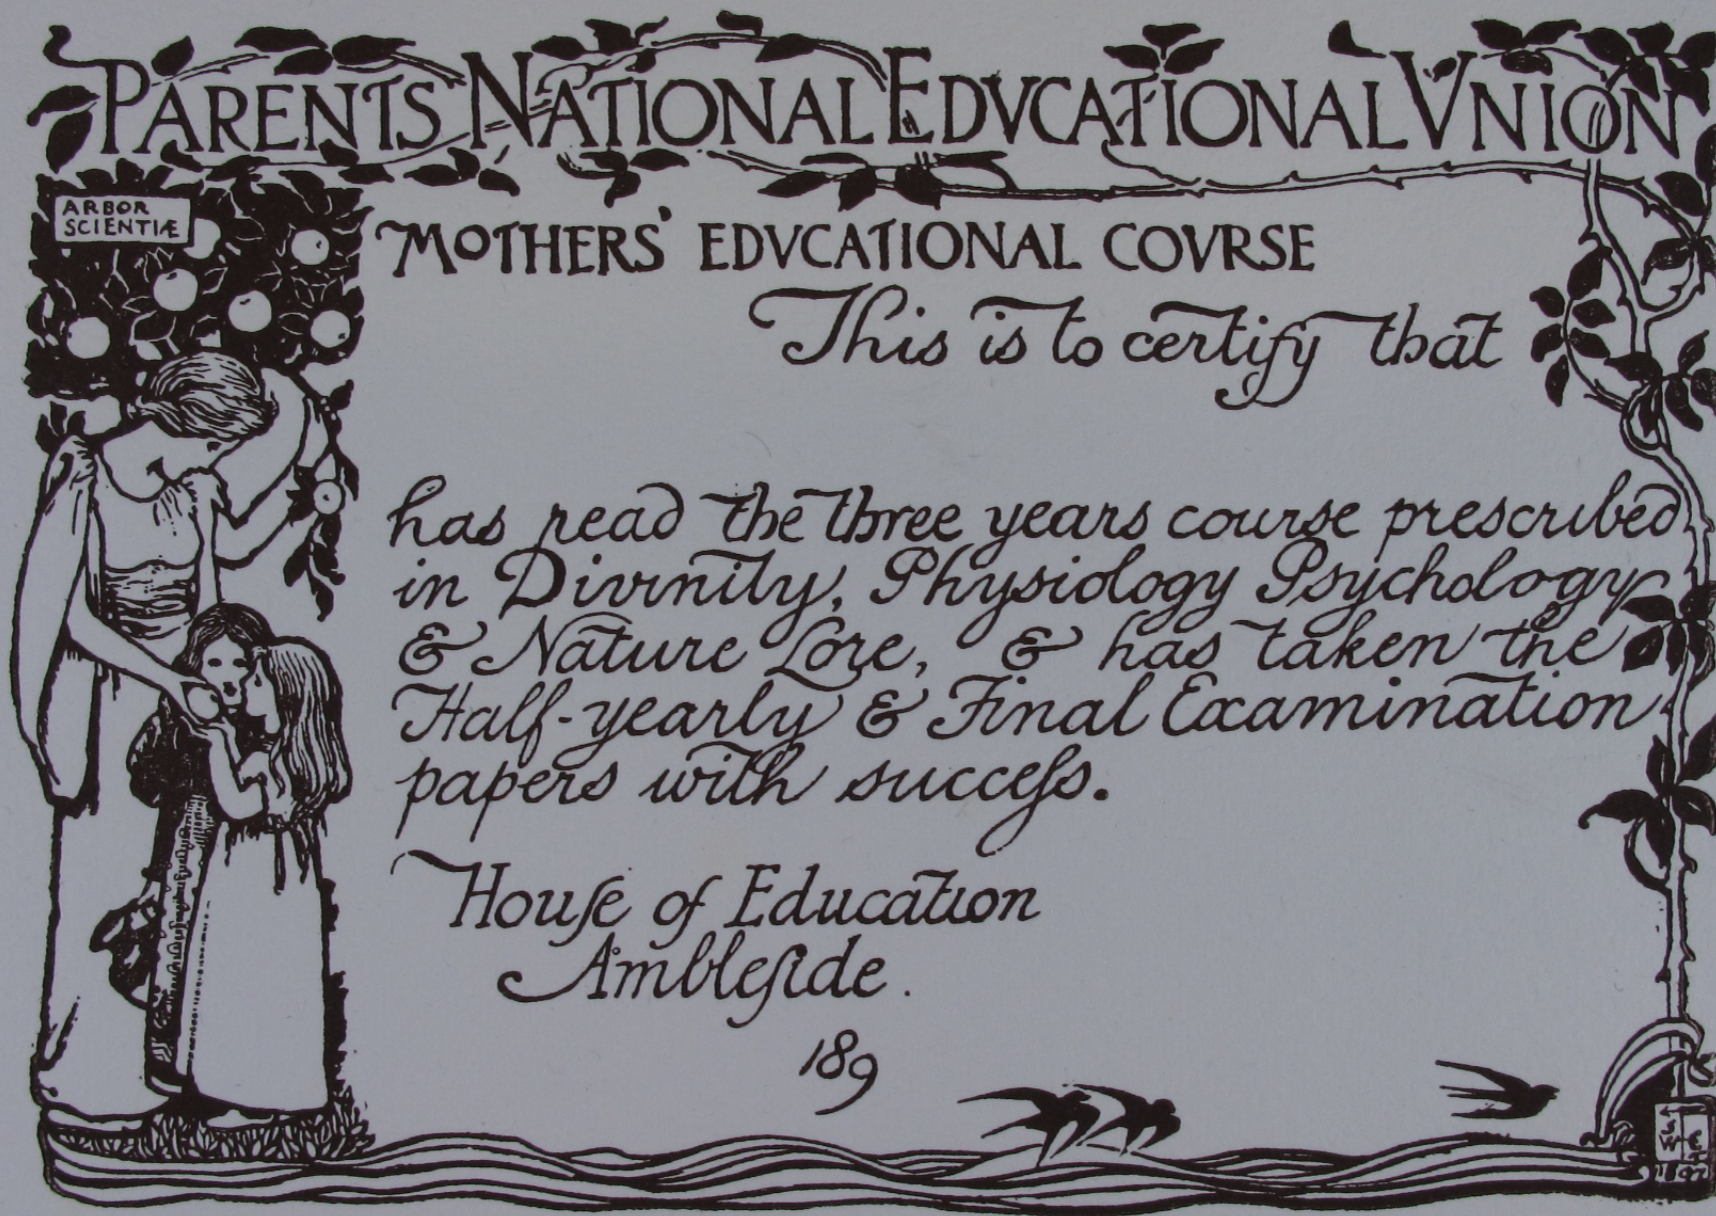 PARENTS NATIONAL EDVCATIONAL VNION
ARBOR
SCIENTIÆ
MOTHERS' EDVCATIONAL COVRSE
This is to certify that
has read the three years course prescribed
in Divinity, Physiology Psychology
& Nature Lore, & has taken the
Half-yearly & Final Examination
papers with succeſs.
Houſe of Education
Ambleſide.
189